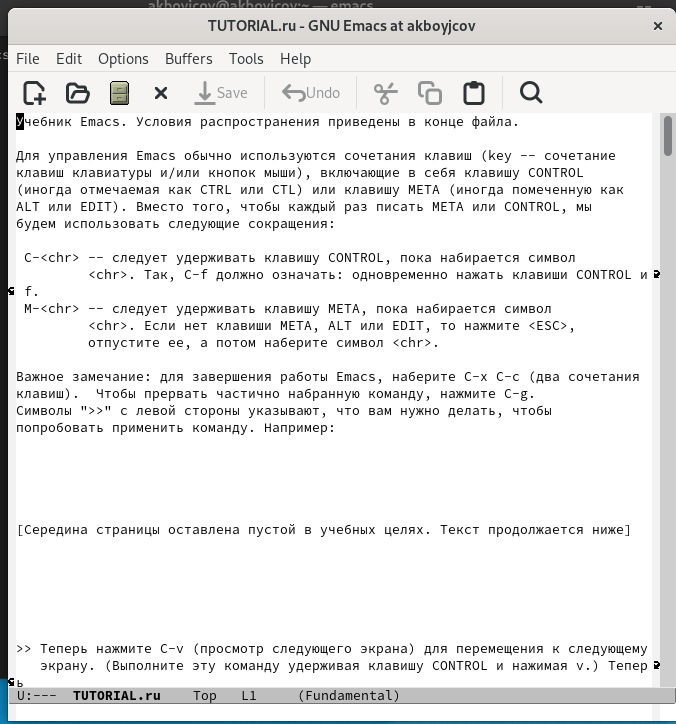 akboyjcov@akboyjcov:~ — emacs
TUTORIAL.ru - GNU Emacs at akboyjcov
File Edit Options Buffers Tools Help
Save Undo
Учебник Emacs. Условия распространения приведены в конце файла.
Для управления Emacs обычно используются сочетания клавиш (key -- сочетание
клавиш клавиатуры и/или кнопок мыши), включающие в себя клавишу CONTROL
(иногда отмечаемая как CTRL или CTL) или клавишу META (иногда помеченную как
ALT или EDIT). Вместо того, чтобы каждый раз писать META или CONTROL, мы
будем использовать следующие сокращения:
C-<chr> -- следует удерживать клавишу CONTROL, пока набирается символ
<chr>. Так, C-f должно означать: одновременно нажать клавиши CONTROL и
f.
M-<chr> -- следует удерживать клавишу META, пока набирается символ
<chr>. Если нет клавиши META, ALT или EDIT, то нажмите <ESC>,
отпустите ее, а потом наберите символ <chr>.
Важное замечание: для завершения работы Emacs, наберите C-x C-c (два сочетания
клавиш).  Чтобы прервать частично набранную команду, нажмите C-g.
Символы ">>" с левой стороны указывают, что вам нужно делать, чтобы
попробовать применить команду. Например:
[Середина страницы оставлена пустой в учебных целях. Текст продолжается ниже]
>> Теперь нажмите C-v (просмотр следующего экрана) для перемещения к следующему
экрану. (Выполните эту команду удерживая клавишу CONTROL и нажимая v.) Тепер
ь
U:--- TUTORIAL.ru Top L1 (Fundamental)